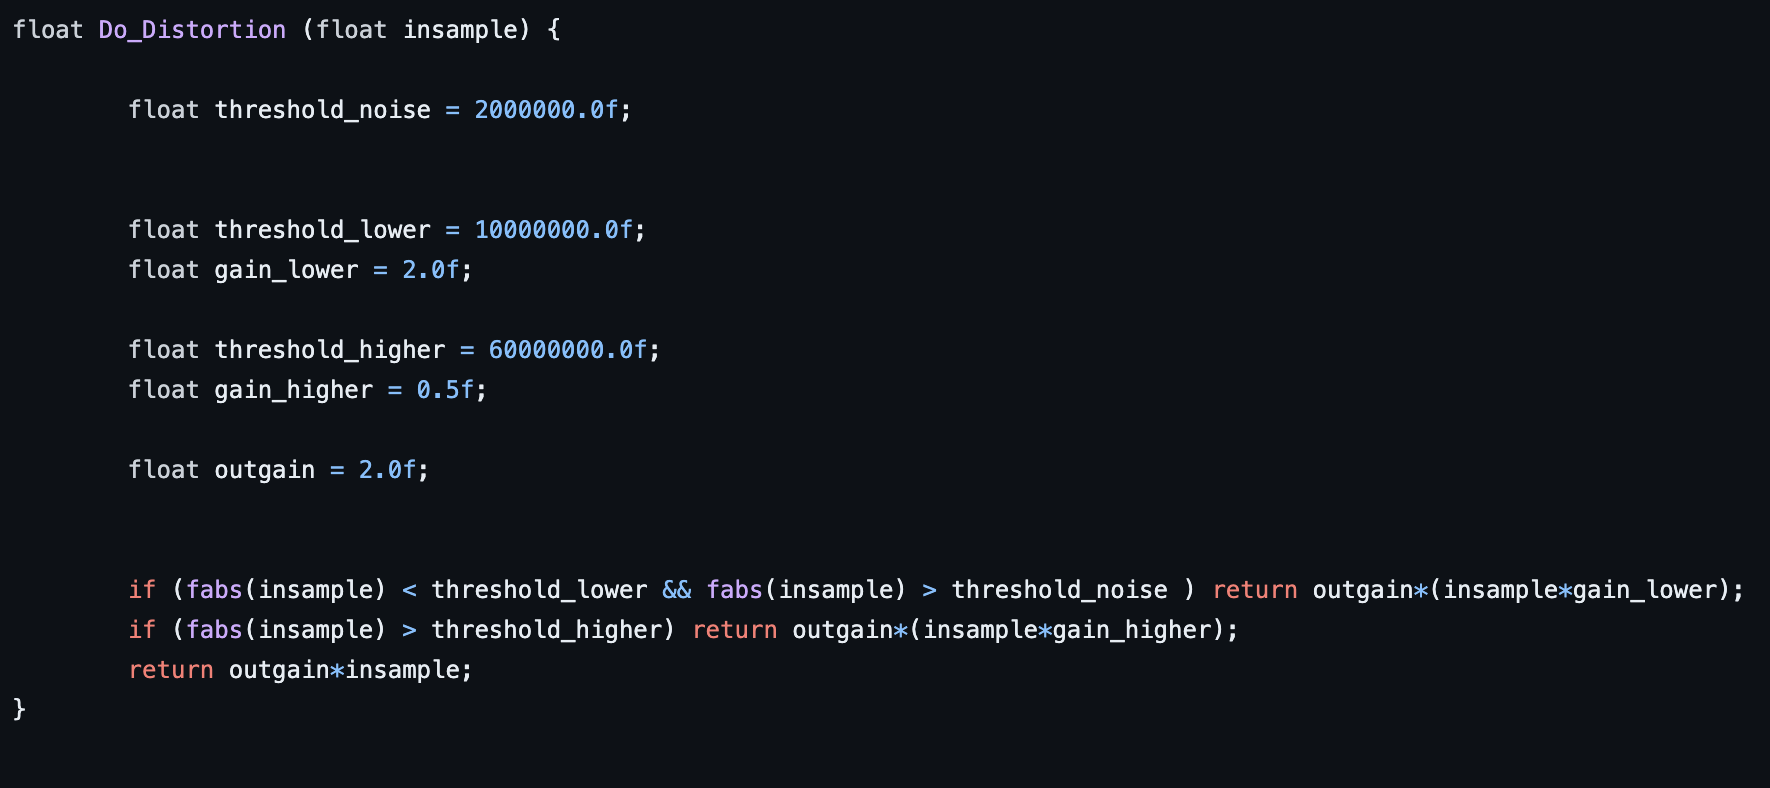 float Do_Distortion (float insample) {
float threshold_noise = 2000000.0f;
float threshold_lower = 10000000.0f;
float gain_lower = 2.0f;
float threshold_higher = 60000000.0f;
float gain_higher = 0.5f;
float outgain = 2.0f;
if (fabs(insample) < threshold_lower && fabs(insample) > threshold_noise ) return outgain*(insample*gain_lower);
if (fabs(insample) > threshold_higher) return outgain*(insample*gain_higher);
return outgain*insample;
}